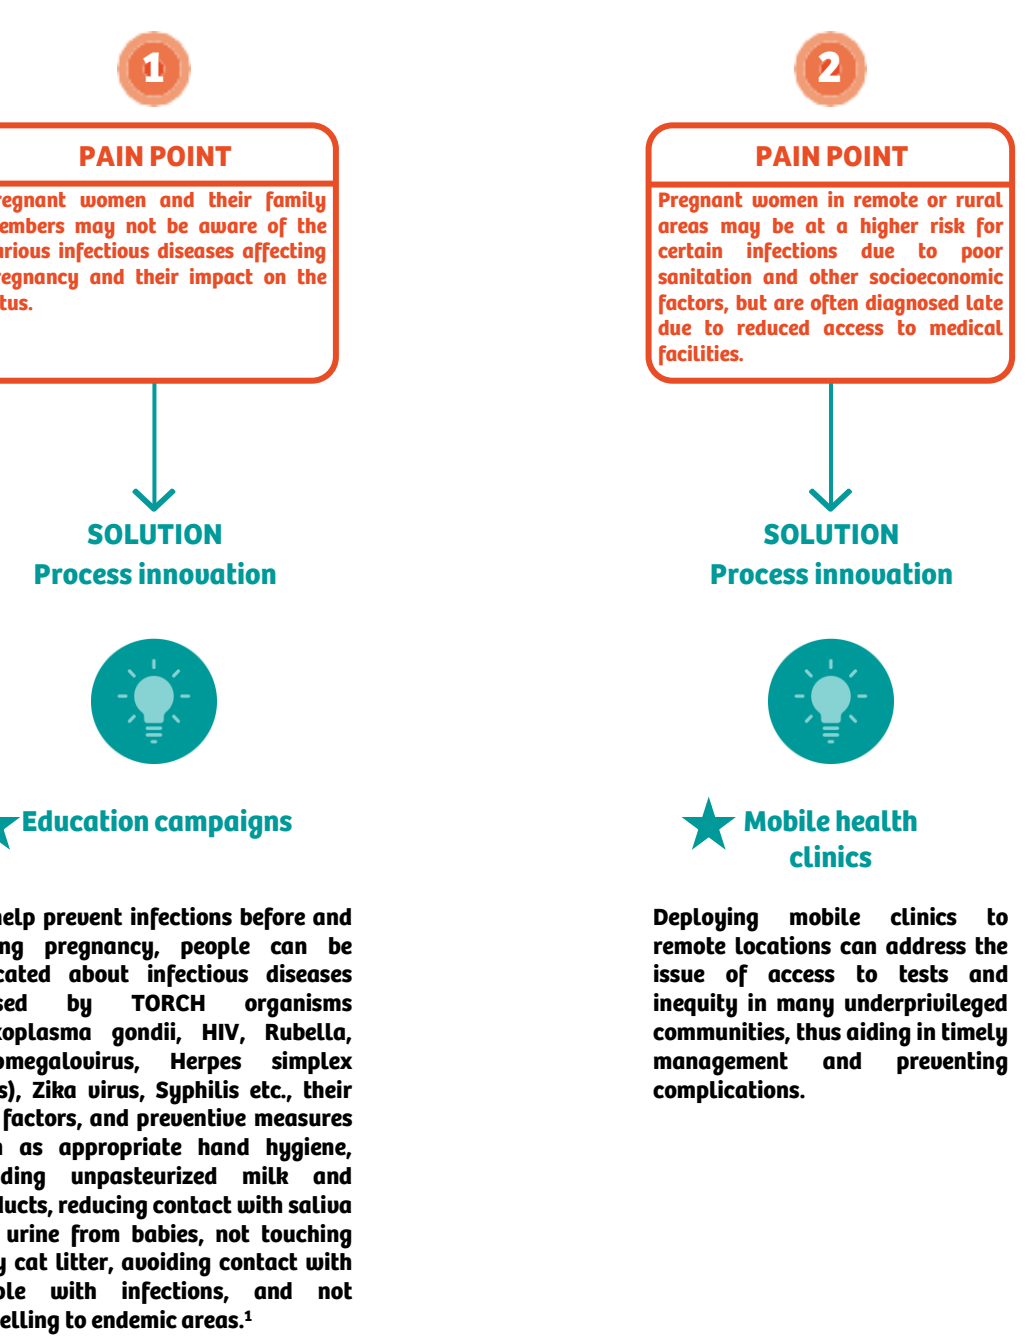 1
PAIN POINT
regnant women and their family
embers may not be aware of the
arious infectious diseases affecting
regnancy and their impact on the
tus.
SOLUTION
Process innovation
Education campaigns
help prevent infections before and
ing pregnancy, people can be
cated about infectious diseases
sed by TORCH organisms
xoplasma gondii, HIV, Rubella,
omegalovirus, Herpes simplex
s), Zika virus, Syphilis etc., their
factors, and preventive measures
h as appropriate hand hygiene,
ding unpasteurized milk and
ducts, reducing contact with saliva
urine from babies, not touching
y cat litter, avoiding contact with
ple with infections, and not
elling to endemic areas.¹
2
PAIN POINT
Pregnant women in remote or rural
areas may be at a higher risk for
certain infections due to poor
sanitation and other socioeconomic
factors, but are often diagnosed late
due to reduced access to medical
facilities.
SOLUTION
Process innovation
Mobile health
clinics
Deploying mobile clinics to
remote locations can address the
issue of access to tests and
inequity in many underprivileged
communities, thus aiding in timely
management and preventing
complications.